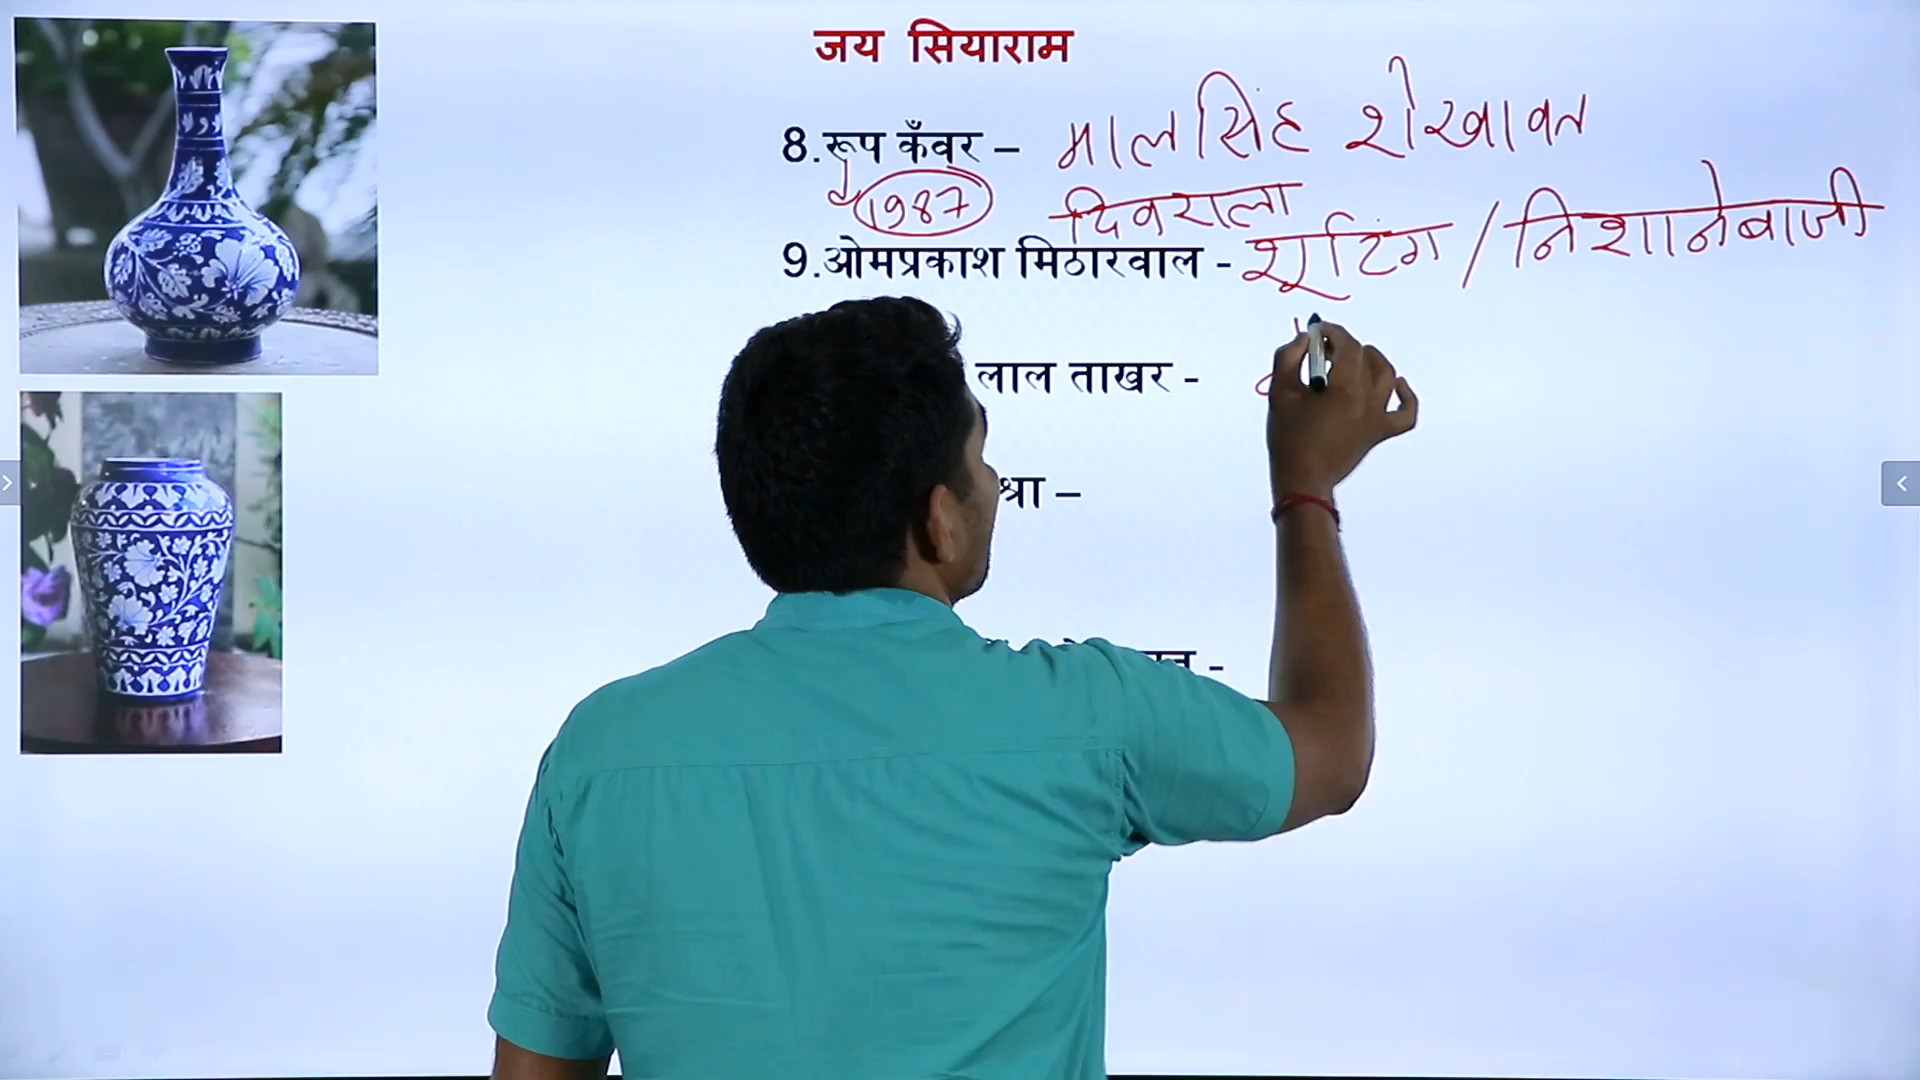 जय सियाराम
8.रूप कँवर – मालसिंह शेखावत
1987 दिवराला
9.ओमप्रकाश मिठारवाल - शूटिंग / निशानेबाजी
लाल ताखर -
श्रा –